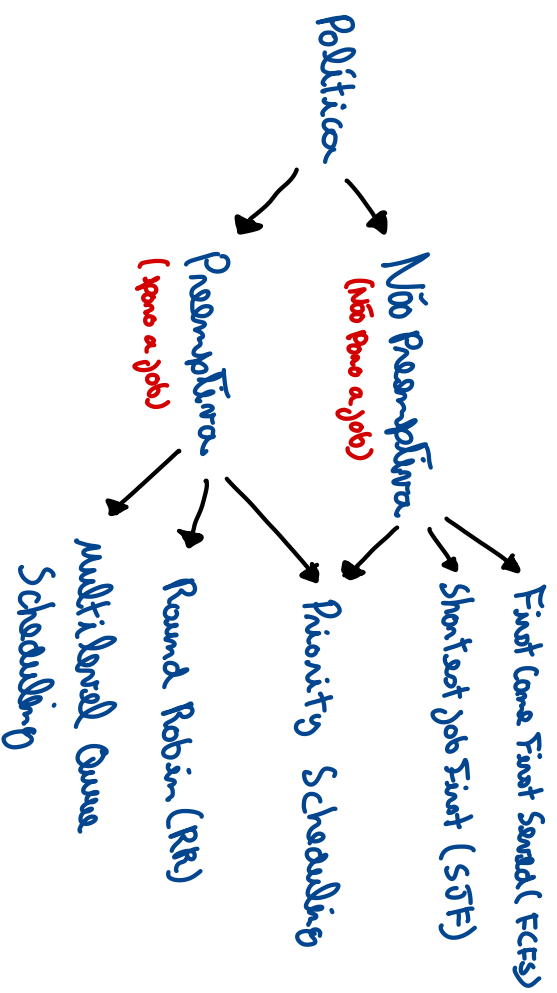 Política
Não Preemptiva
(Não para a job)
Preemptiva
(para a job)
First Come First Served (FCFS)
Shortest Job First (SJF)
Priority Scheduling
Round Robin (RR)
Multilevel Queue
Scheduling